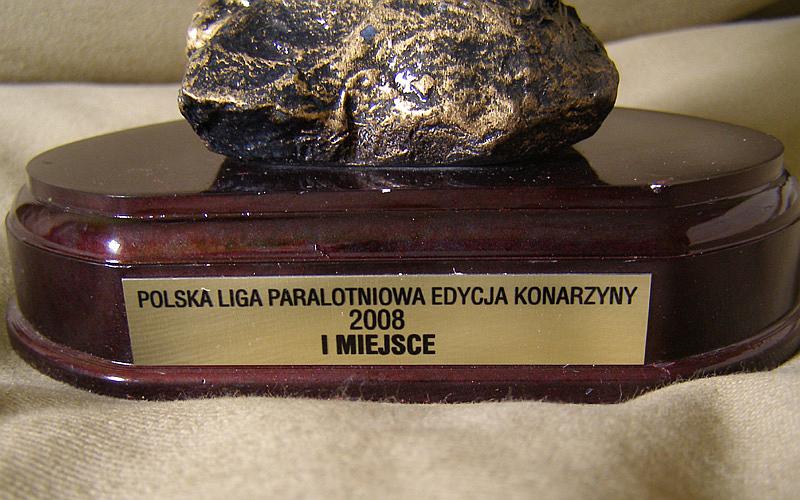 POLSKA LIGA PARALOTNIOWA EDYCJA KONARZYNY
2008
I MIEJSCE